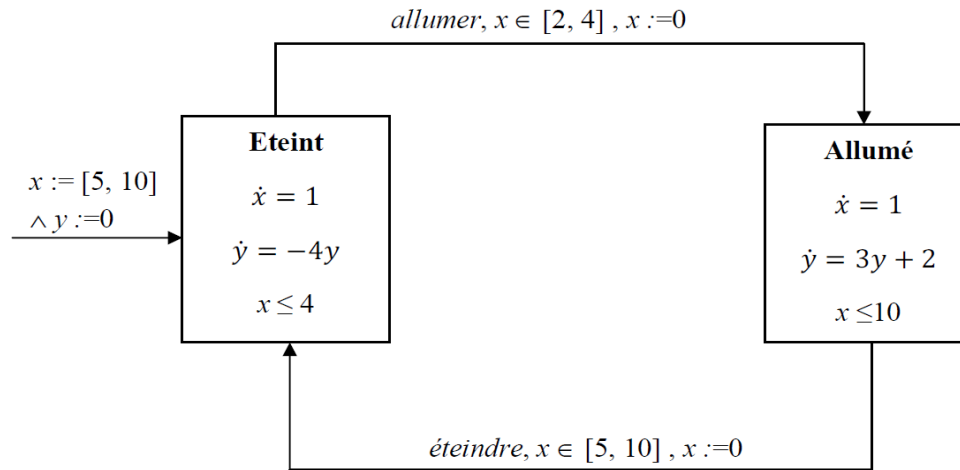 allumer, x ∈ [2, 4] , x :=0
x := [5, 10]
∧ y :=0
Eteint
ẋ = 1
ẏ = −4y
x ≤ 4
Allumé
ẋ = 1
ẏ = 3y + 2
x ≤10
éteindre, x ∈ [5, 10] , x :=0